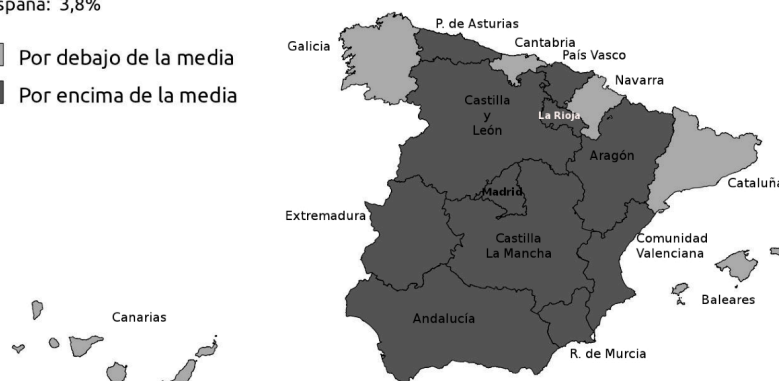 spaña: 3,8%
Por debajo de la media
Por encima de la media
P. de Asturias
Galicia
Cantabria
País Vasco
Navarra
Castilla
y
León
La Rioja
Aragón
Cataluña
Madrid
Extremadura
Castilla
La Mancha
Comunidad
Valenciana
Baleares
Canarias
Andalucía
R. de Murcia